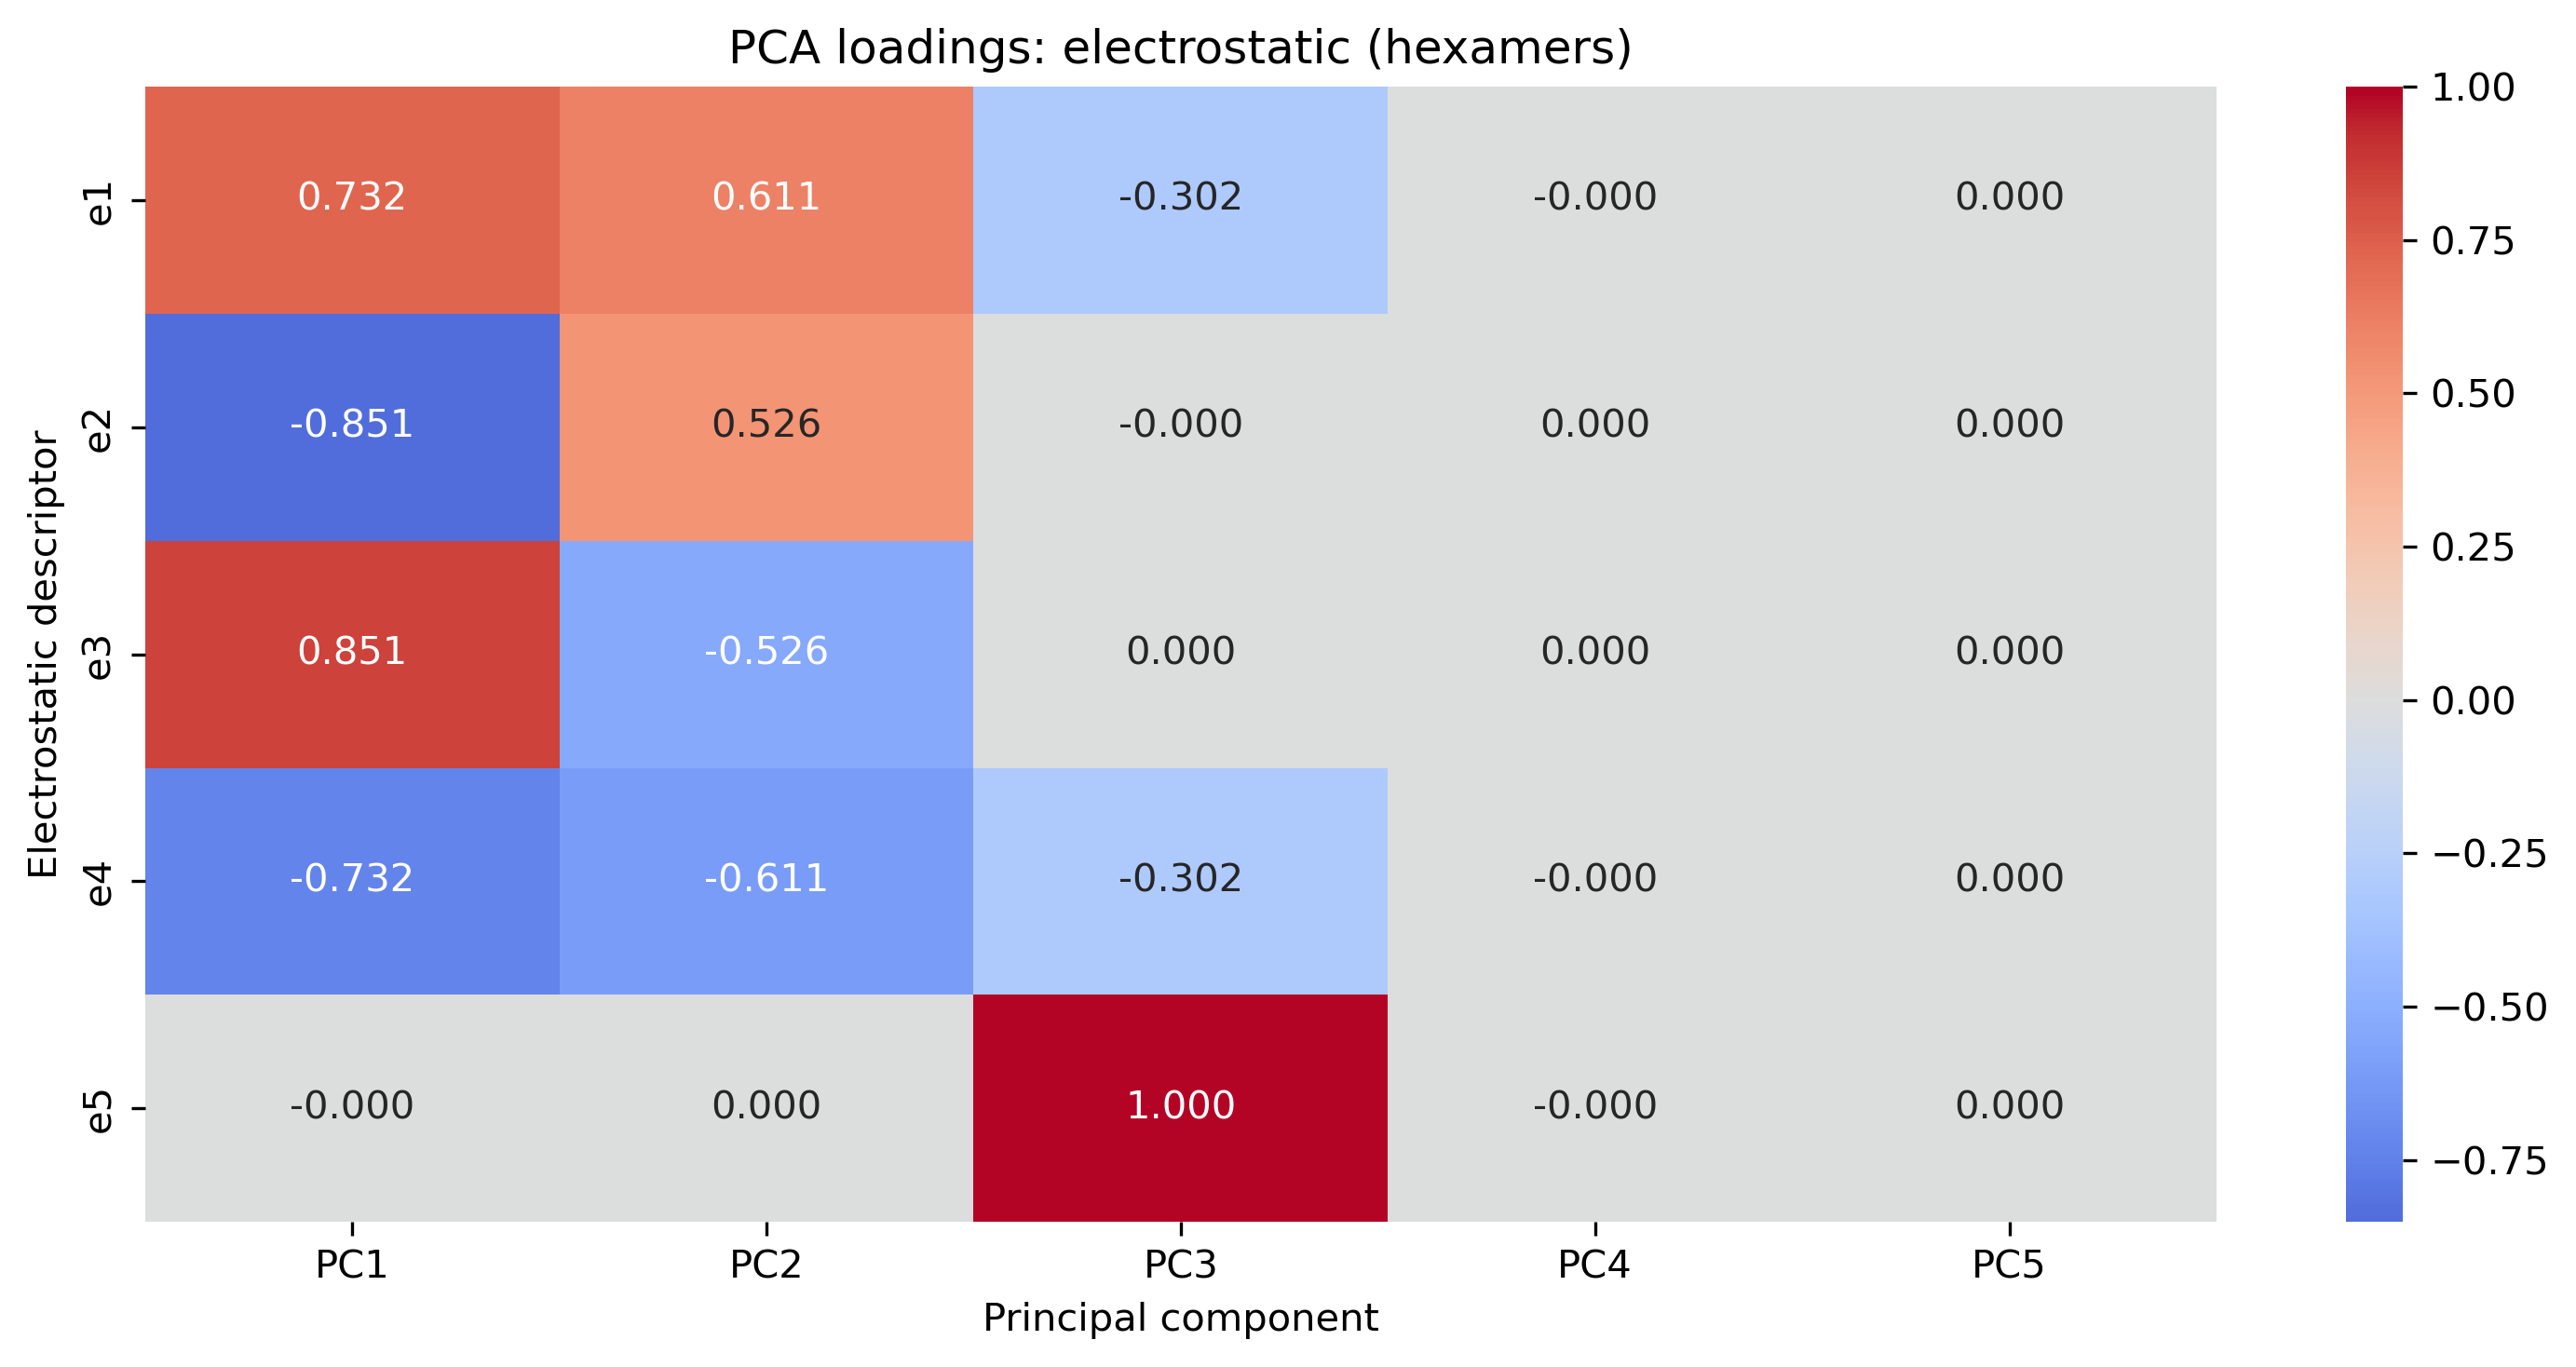 PCA loadings: electrostatic (hexamers)
Electrostatic descriptor
e1 0.732 0.611 -0.302 -0.000 0.000
e2 -0.851 0.526 -0.000 0.000 0.000
e3 0.851 -0.526 0.000 0.000 0.000
e4 -0.732 -0.611 -0.302 -0.000 0.000
e5 -0.000 0.000 1.000 -0.000 0.000
PC1 PC2 PC3 PC4 PC5
Principal component
1.00
0.75
0.50
0.25
0.00
−0.25
−0.50
−0.75